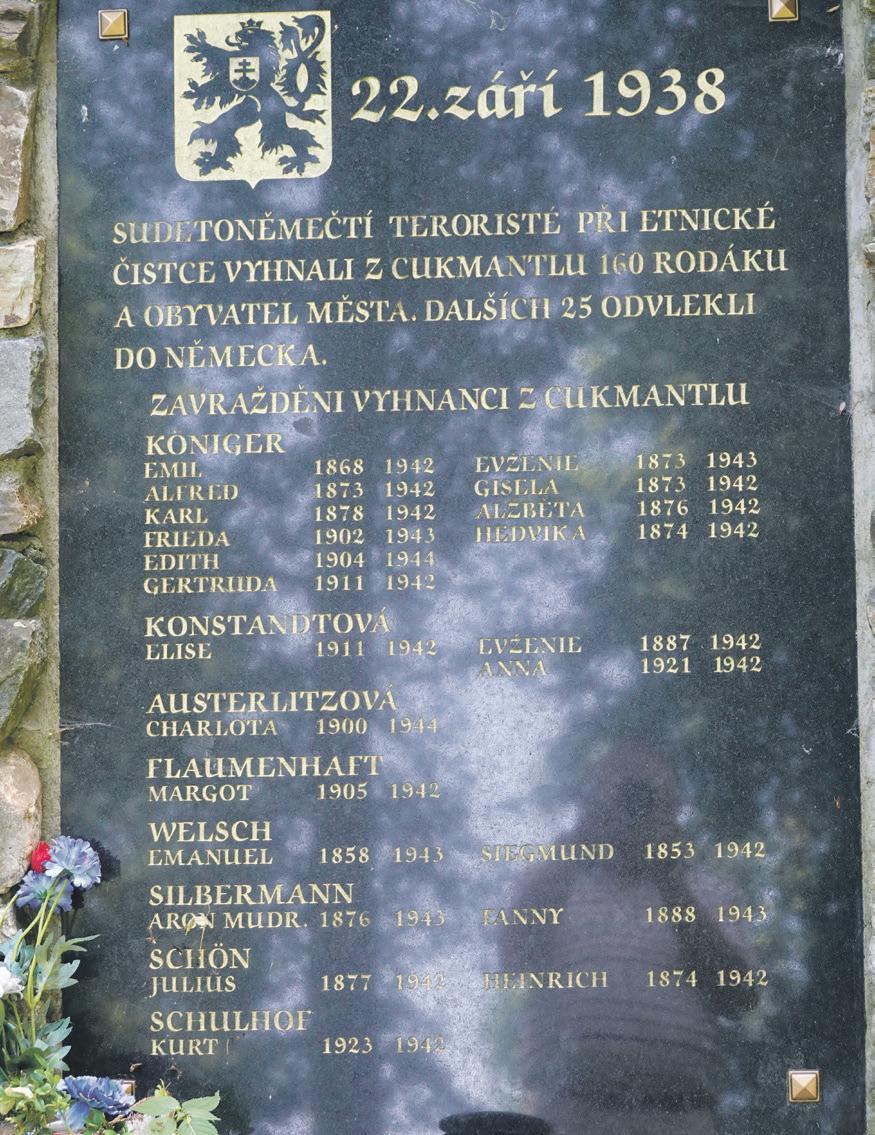 22.září 1938
SUDETONĚMEČTÍ TERORISTÉ PŘI ETNICKÉ
ČISTCE VYHNALI Z CUKMANTLU 160 RODÁKU
A OBYVATEL MĚSTA. DALŠÍCH 25 ODVLEKLI
DO NĚMECKA.
ZAVRAŽDĚNI VYHNANCI Z CUKMANTLU
KÖNIGER
EMIL 1868 1942 EVŽENIE 1873 1943
ALFRED 1873 1942 GISELA 1873 1942
KARL 1878 1942 ALŽBĚTA 1876 1942
FRIEDA 1902 1943 HEDVIKA 1874 1942
EDITH 1904 1944
GERTRUDA 1911 1942
KONSTANDTOVÁ
ELISE 1911 1942 EVŽENIE 1887 1942
ANNA 1921 1942
AUSTERLITZOVÁ
CHARLOTA 1900 1944
FLAUMENHAFT
MARGOT 1905 1942
WELSCH
EMANUEL 1858 1943 SIEGMUND 1853 1942
SILBERMANN
ARON MUDR. 1876 1943 FANNY 1888 1943
SCHÖN
JULIUS 1877 1942 HEINRICH 1874 1942
SCHULHOF
KURT 1923 1942